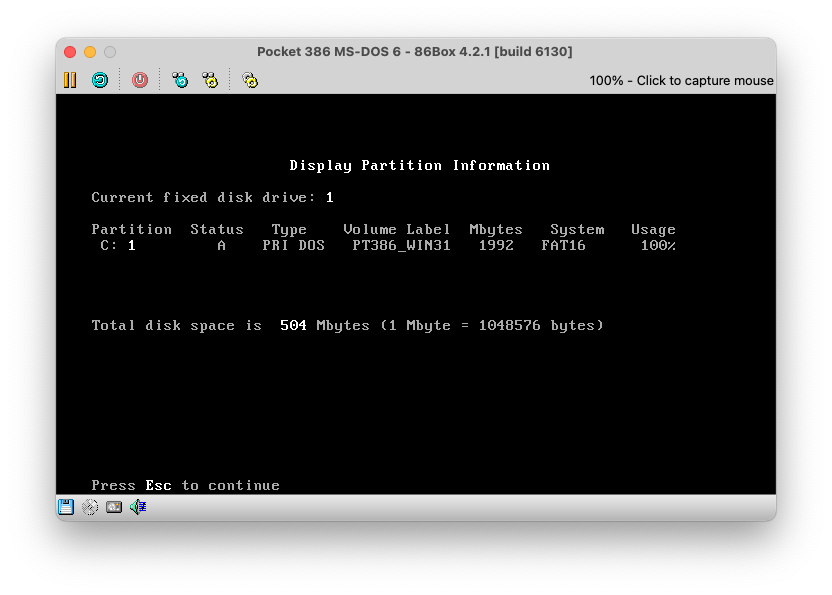 Pocket 386 MS-DOS 6 - 86Box 4.2.1 [build 6130]
100% - Click to capture mouse
Display Partition Information
Current fixed disk drive: 1
Partition  Status   Type    Volume Label  Mbytes   System   Usage
C: 1         A    PRI DOS   PT386_WIN31   1992   FAT16      100%
Total disk space is  504 Mbytes (1 Mbyte = 1048576 bytes)
Press Esc to continue